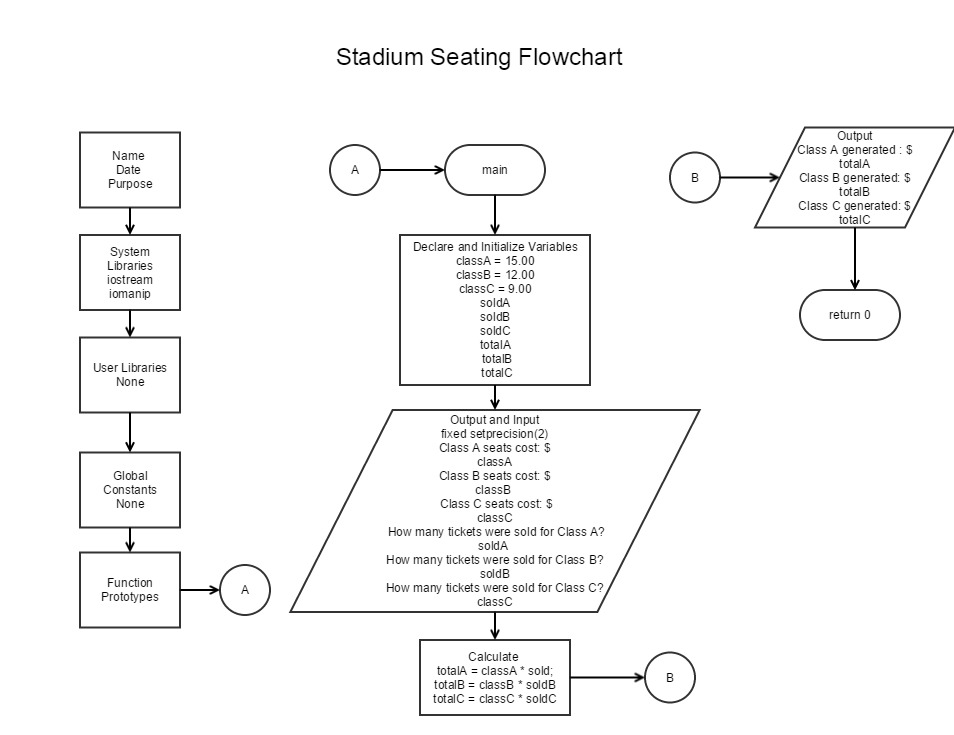 Stadium Seating Flowchart
Name
Date
Purpose
System
Libraries
iostream
iomanip
User Libraries
None
Global
Constants
None
Function
Prototypes
A
A
main
Declare and Initialize Variables
classA = 15.00
classB = 12.00
classC = 9.00
soldA
soldB
soldC
totalA
totalB
totalC
Output and Input
fixed setprecision(2)
Class A seats cost: $
classA
Class B seats cost: $
classB
Class C seats cost: $
classC
How many tickets were sold for Class A?
soldA
How many tickets were sold for Class B?
soldB
How many tickets were sold for Class C?
classC
Calculate
totalA = classA * sold;
totalB = classB * soldB
totalC = classC * soldC
B
B
Output
Class A generated : $
totalA
Class B generated: $
totalB
Class C generated: $
totalC
return 0